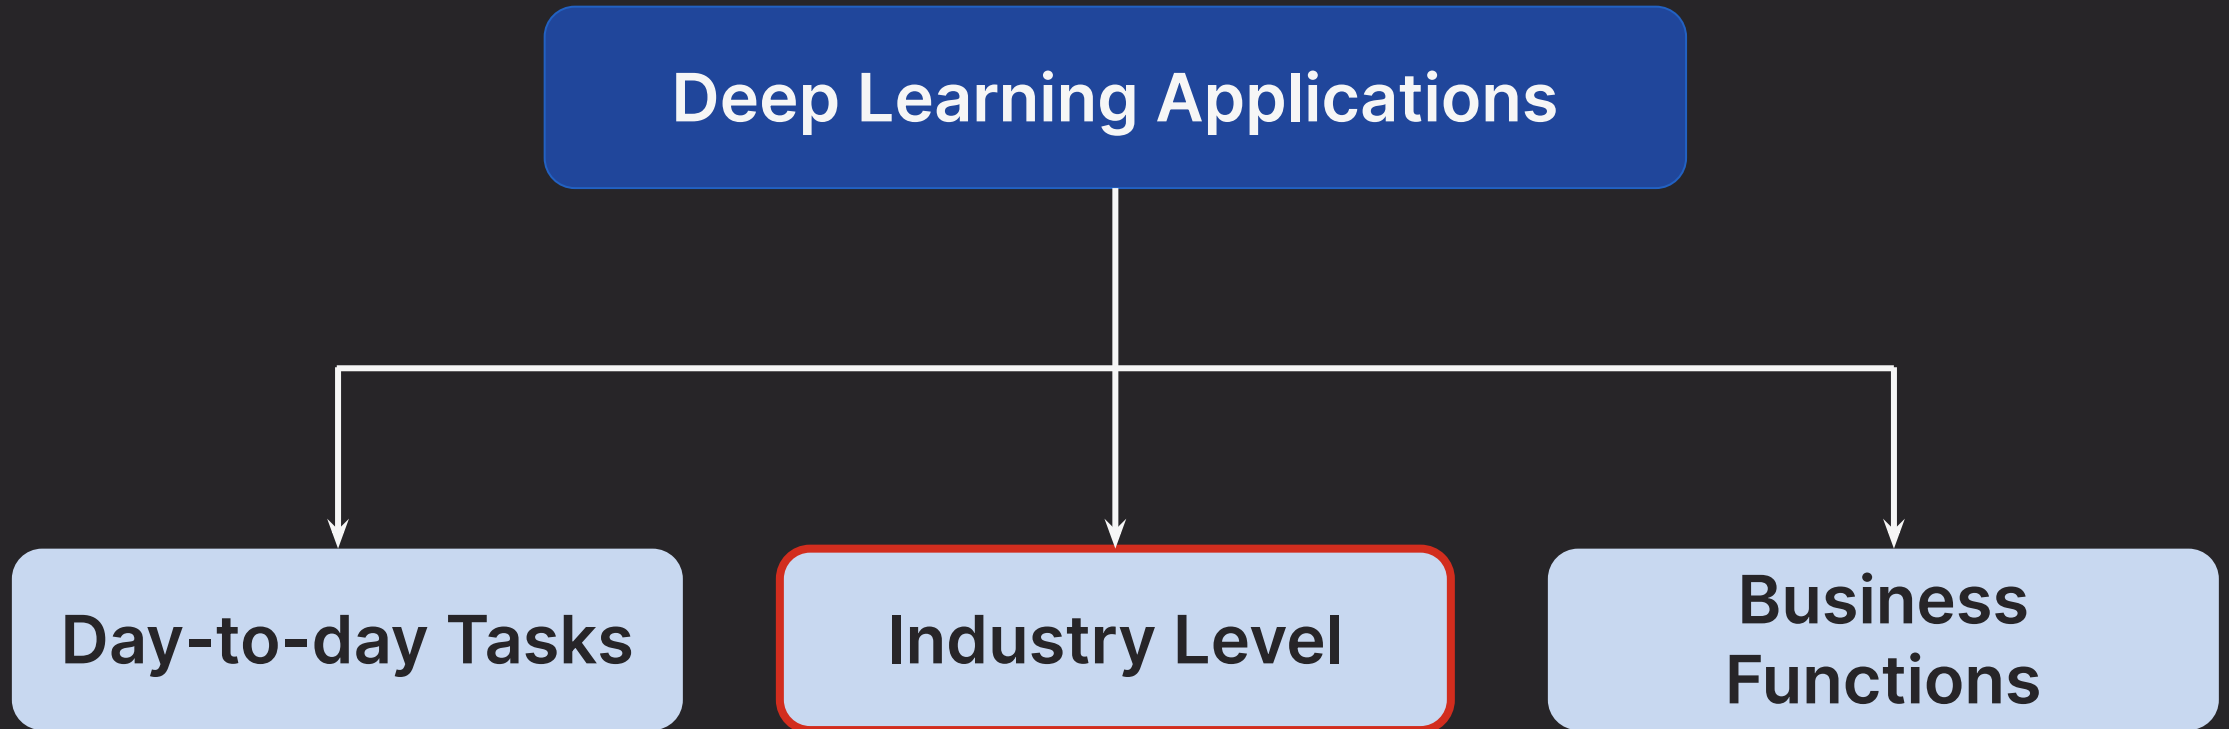 Deep Learning Applications
Day-to-day Tasks
Industry Level
Business
Functions